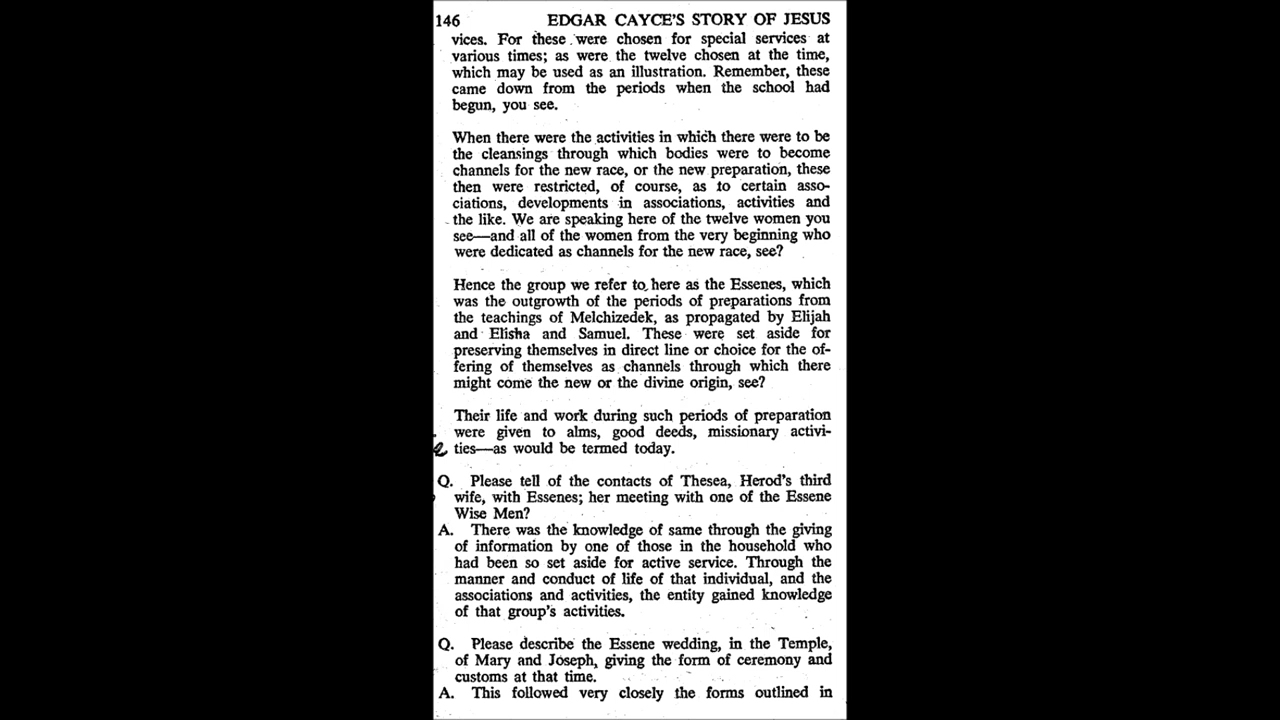 146 EDGAR CAYCE'S STORY OF JESUS
vices. For these were chosen for special services at
various times; as were the twelve chosen at the time,
which may be used as an illustration. Remember, these
came down from the periods when the school had
begun, you see.
When there were the activities in which there were to be
the cleansings through which bodies were to become
channels for the new race, or the new preparation, these
then were restricted, of course, as to certain asso-
ciations, developments in associations, activities and
the like. We are speaking here of the twelve women you
see—and all of the women from the very beginning who
were dedicated as channels for the new race, see?
Hence the group we refer to here as the Essenes, which
was the outgrowth of the periods of preparations from
the teachings of Melchizedek, as propagated by Elijah
and Elisha and Samuel. These were set aside for
preserving themselves in direct line or choice for the of-
fering of themselves as channels through which there
might come the new or the divine origin, see?
Their life and work during such periods of preparation
were given to alms, good deeds, missionary activi-
ties—as would be termed today.
Q. Please tell of the contacts of Thesea, Herod's third
wife, with Essenes; her meeting with one of the Essene
Wise Men?
A. There was the knowledge of same through the giving
of information by one of those in the household who
had been so set aside for active service. Through the
manner and conduct of life of that individual, and the
associations and activities, the entity gained knowledge
of that group's activities.
Q. Please describe the Essene wedding, in the Temple,
of Mary and Joseph, giving the form of ceremony and
customs at that time.
A. This followed very closely the forms outlined in